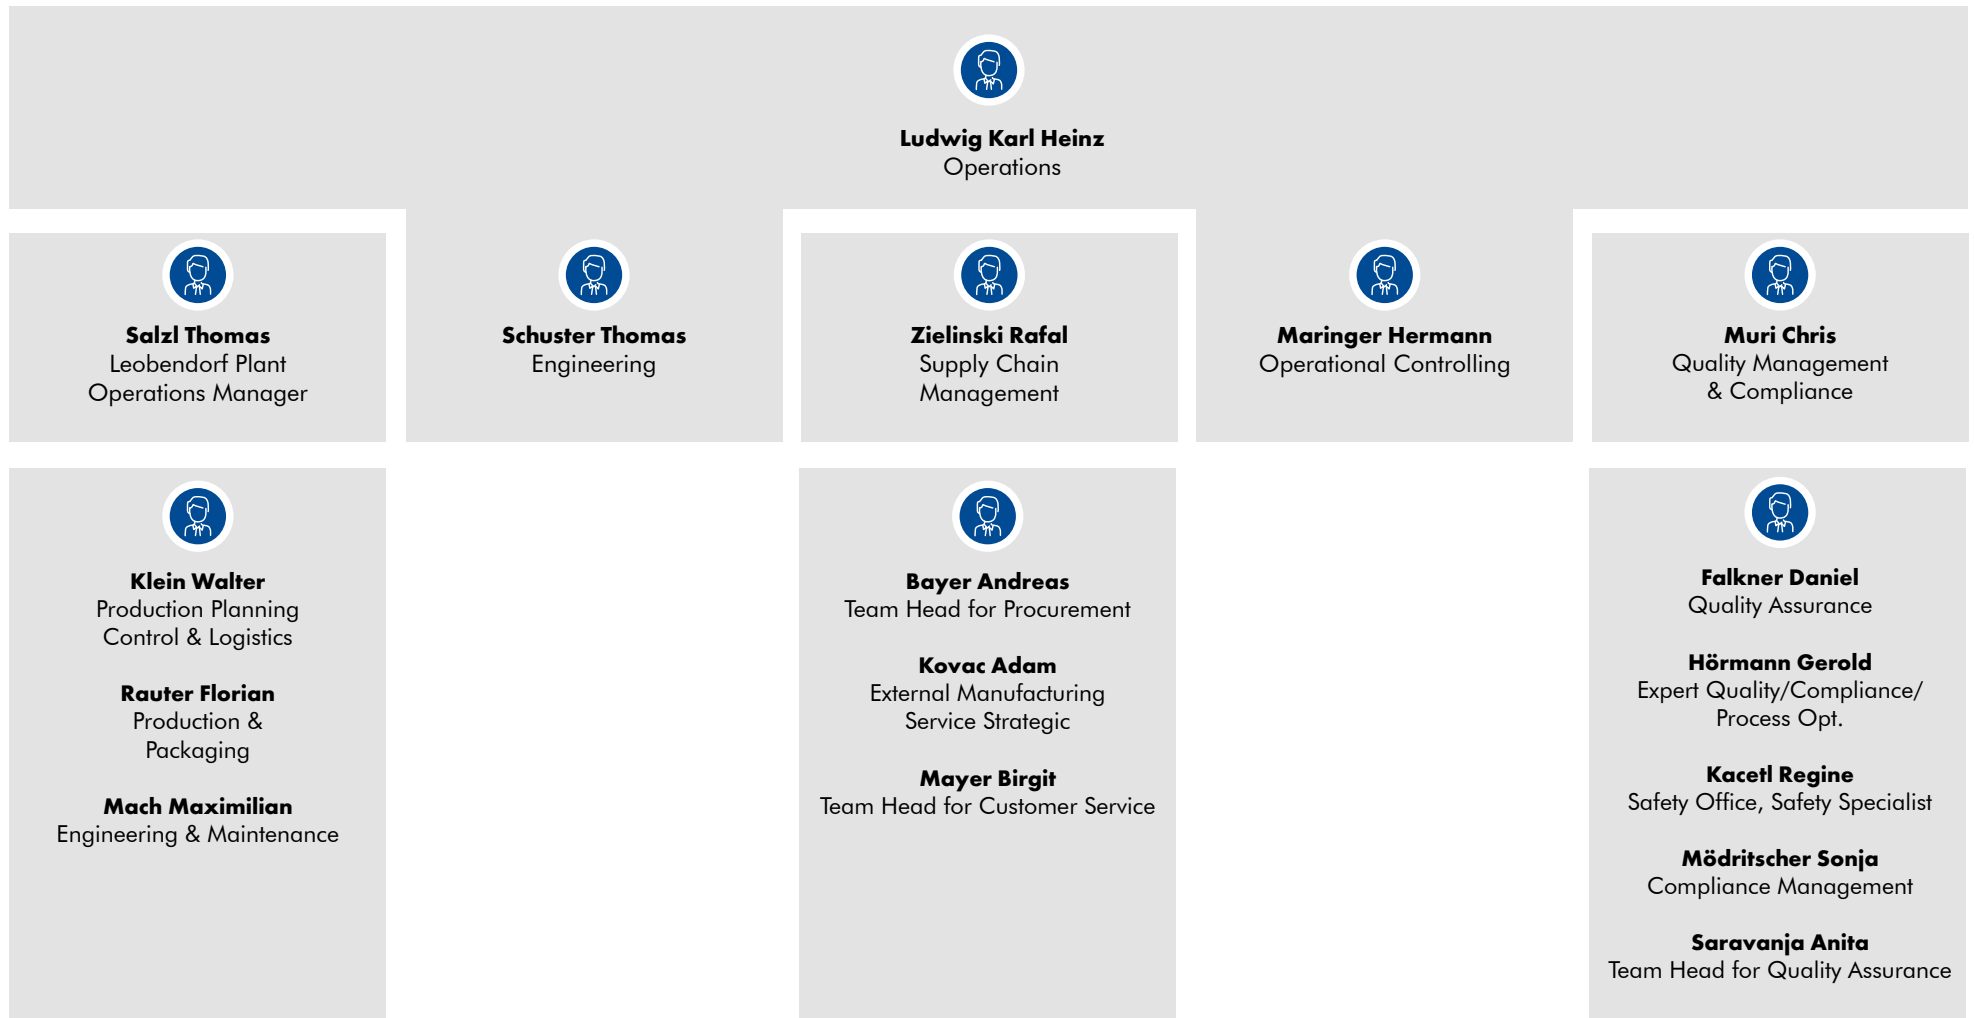 Ludwig Karl Heinz
Operations
Salzl Thomas
Leobendorf Plant
Operations Manager
Schuster Thomas
Engineering
Zielinski Rafal
Supply Chain
Management
Maringer Hermann
Operational Controlling
Muri Chris
Quality Management
& Compliance
Klein Walter
Production Planning
Control & Logistics
Rauter Florian
Production &
Packaging
Mach Maximilian
Engineering & Maintenance
Bayer Andreas
Team Head for Procurement
Kovac Adam
External Manufacturing
Service Strategic
Mayer Birgit
Team Head for Customer Service
Falkner Daniel
Quality Assurance
Hörmann Gerold
Expert Quality/Compliance/
Process Opt.
Kacetl Regine
Safety Office, Safety Specialist
Mödritscher Sonja
Compliance Management
Saravanja Anita
Team Head for Quality Assurance